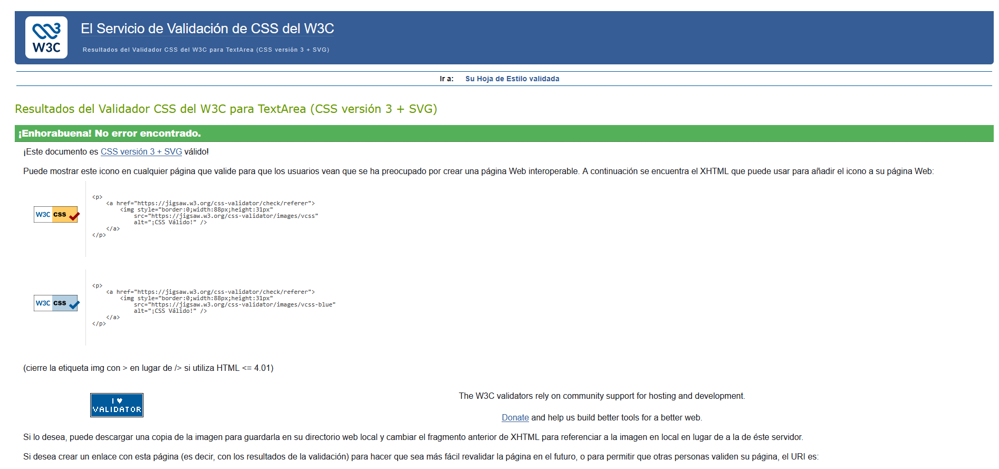 W3C
El Servicio de Validación de CSS del W3C
Resultados del Validador CSS del W3C para TextArea (CSS versión 3 + SVG)
Ir a: Su Hoja de Estilo validada
Resultados del Validador CSS del W3C para TextArea (CSS versión 3 + SVG)
¡Enhorabuena! No error encontrado.
¡Este documento es CSS versión 3 + SVG válido!
Puede mostrar este icono en cualquier página que valide para que los usuarios vean que se ha preocupado por crear una página Web interoperable. A continuación se encuentra el XHTML que puede usar para añadir el icono a su página Web:
W3C css
<p>
    <a href="https://jigsaw.w3.org/css-validator/check/referer">
        <img style="border:0;width:88px;height:31px"
            src="https://jigsaw.w3.org/css-validator/images/vcss"
            alt="¡CSS Válido!" />
    </a>
</p>
W3C css
<p>
    <a href="https://jigsaw.w3.org/css-validator/check/referer">
        <img style="border:0;width:88px;height:31px"
            src="https://jigsaw.w3.org/css-validator/images/vcss-blue"
            alt="¡CSS Válido!" />
    </a>
</p>
(cierre la etiqueta img con > en lugar de /> si utiliza HTML <= 4.01)
I ♥
VALIDATOR
The W3C validators rely on community support for hosting and development.
Donate and help us build better tools for a better web.
Si lo desea, puede descargar una copia de la imagen para guardarla en su directorio web local y cambiar el fragmento anterior de XHTML para referenciar a la imagen en local en lugar de a la de éste servidor.
Si desea crear un enlace con esta página (es decir, con los resultados de la validación) para hacer que sea más fácil revalidar la página en el futuro, o para permitir que otras personas validen su página, el URI es: